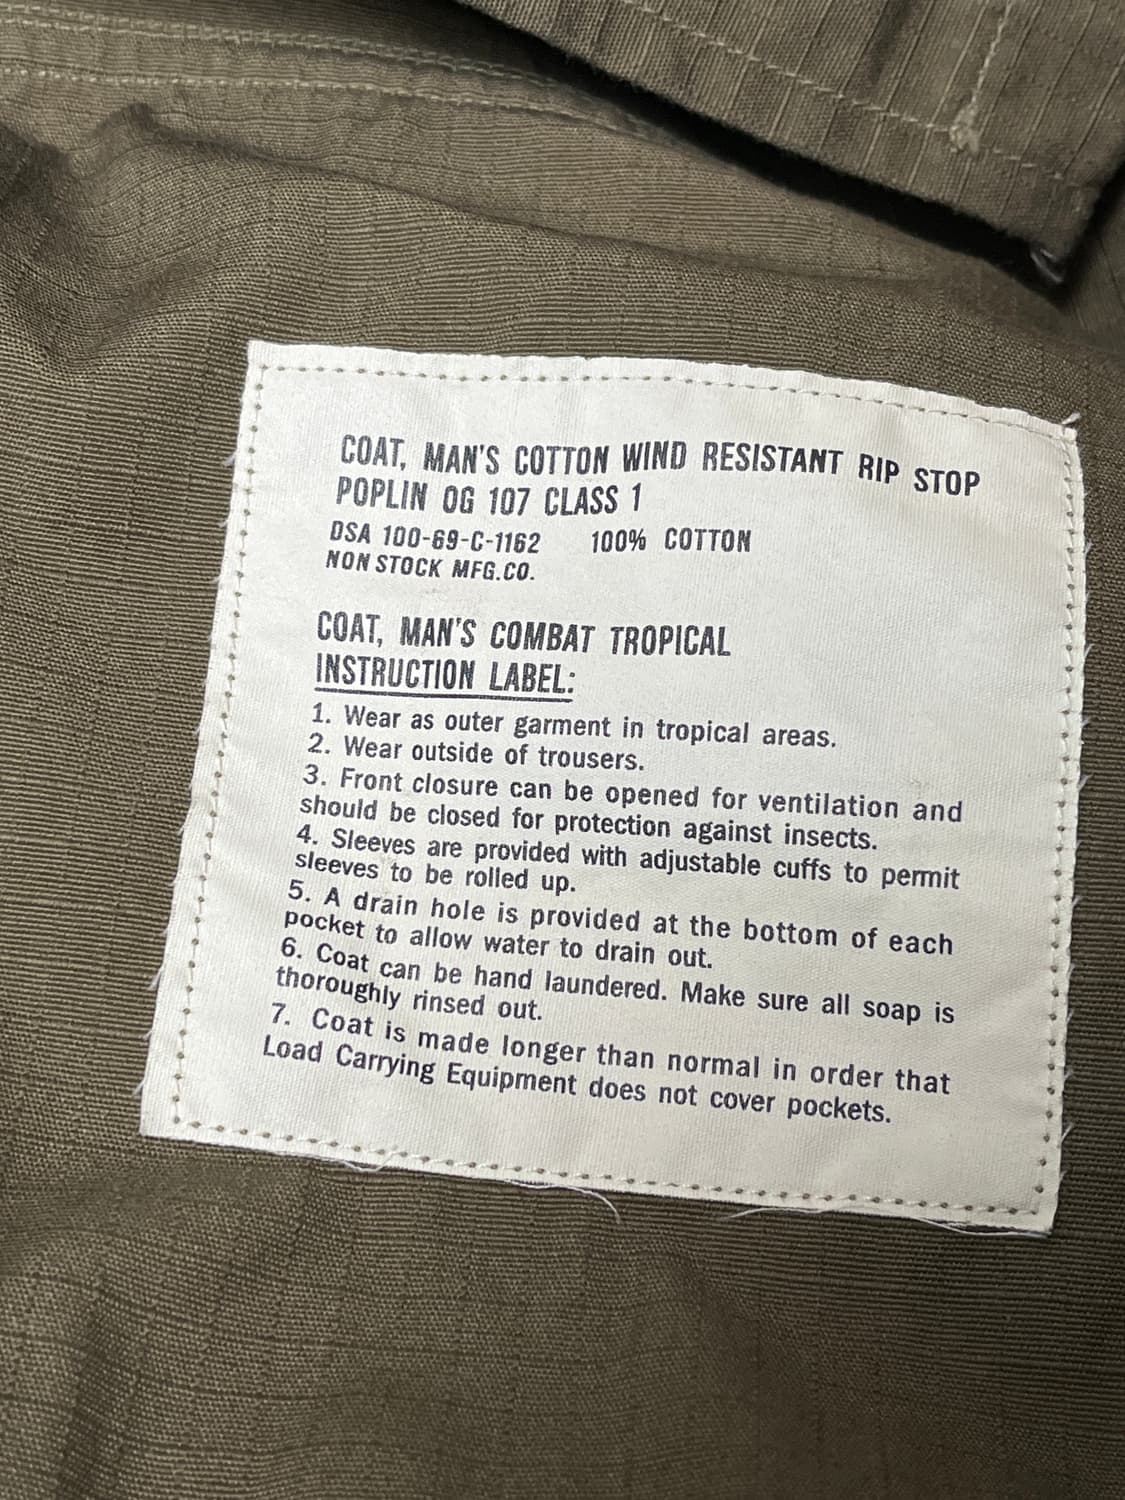 COAT, MAN'S COTTON WIND RESISTANT RIP STOP
POPLIN OG 107 CLASS 1
DSA 100-69-C-1162 100% COTTON
NON STOCK MFG.CO.
COAT, MAN'S COMBAT TROPICAL
INSTRUCTION LABEL:
1. Wear as outer garment in tropical areas.
2. Wear outside of trousers.
3. Front closure can be opened for ventilation and
should be closed for protection against insects.
4. Sleeves are provided with adjustable cuffs to permit
sleeves to be rolled up.
5. A drain hole is provided at the bottom of each
pocket to allow water to drain out.
6. Coat can be hand laundered. Make sure all soap is
thoroughly rinsed out.
7. Coat is made longer than normal in order that
Load Carrying Equipment does not cover pockets.